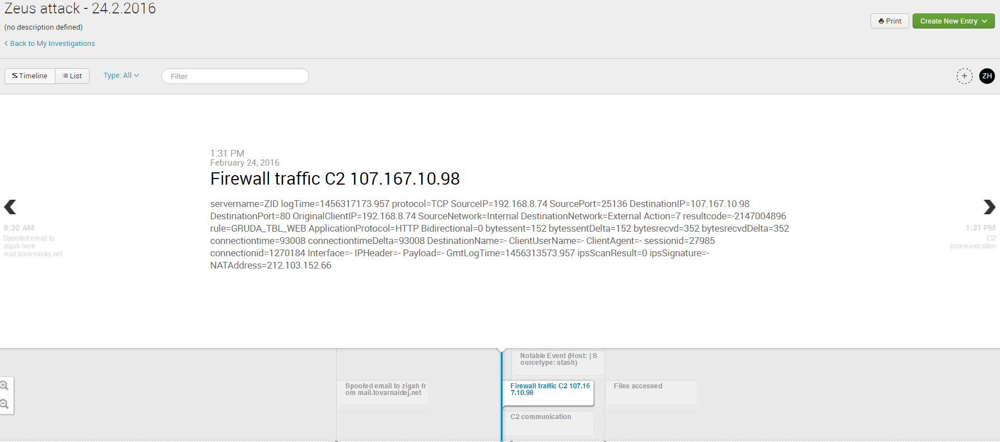 Zeus attack - 24.2.2016
(no description defined)
Back to My Investigations
Print
Create New Entry
Timeline
List
Type: All
Filter
ZH
1:31 PM
February 24, 2016
Firewall traffic C2 107.167.10.98
servername=ZID logTime=1456317173.957 protocol=TCP SourceIP=192.168.8.74 SourcePort=25136 DestinationIP=107.167.10.98
DestinationPort=80 OriginalClientIP=192.168.8.74 SourceNetwork=Internal DestinationNetwork=External Action=7 resultcode=-2147004896
rule=GRUDA_TBL_WEB ApplicationProtocol=HTTP Bidirectional=0 bytessent=152 bytessentDelta=152 bytesrecvd=352 bytesrecvdDelta=352
connectiontime=93008 connectiontimeDelta=93008 DestinationName=- ClientUserName=- ClientAgent=- sessionid=27985
connectionid=1270184 Interface=- IPHeader=- Payload=- GmtLogTime=1456313573.957 ipsScanResult=0 ipsSignature=-
NATAddress=212.103.152.66
9:30 AM
Spoofed email to
zigah from
mail.tovarnaidej.net
1:31 PM
C2
communication
Notable Event (Host: | S
ourcetype: stash)
Spoofed email to zigah fr
om mail.tovarnaidej.net
Firewall traffic C2 107.16
7.10.98
Files accessed
C2 communication